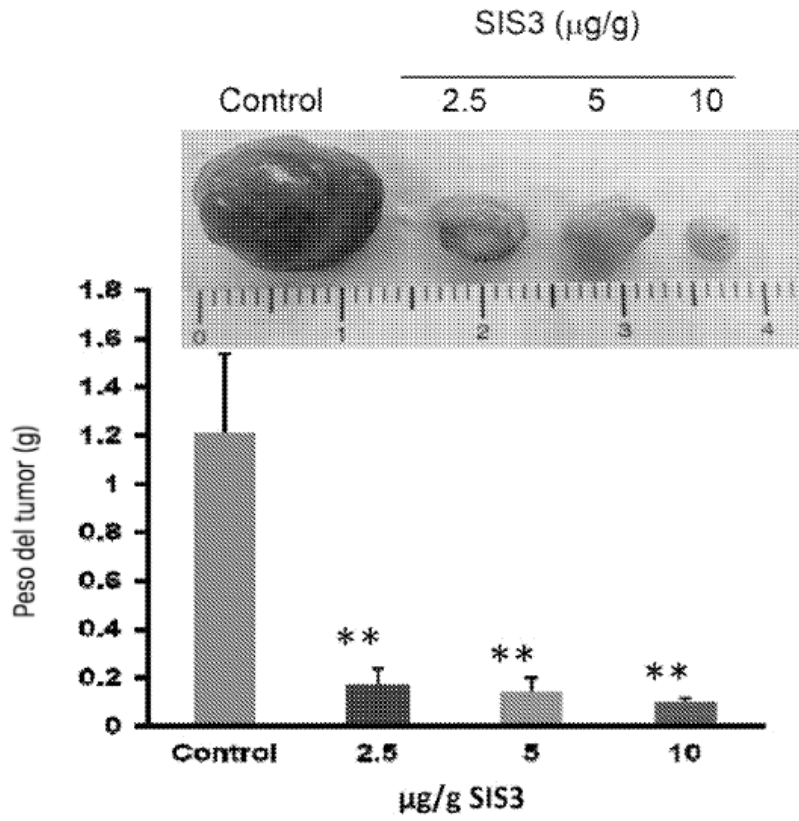 SIS3 (μg/g)
Control 2.5 5 10
0 1 2 3 4
1.8
1.6
1.4
1.2
1
0.8
0.6
0.4
0.2
0
Peso del tumor (g)
** ** **
Control 2.5 5 10
μg/g SIS3